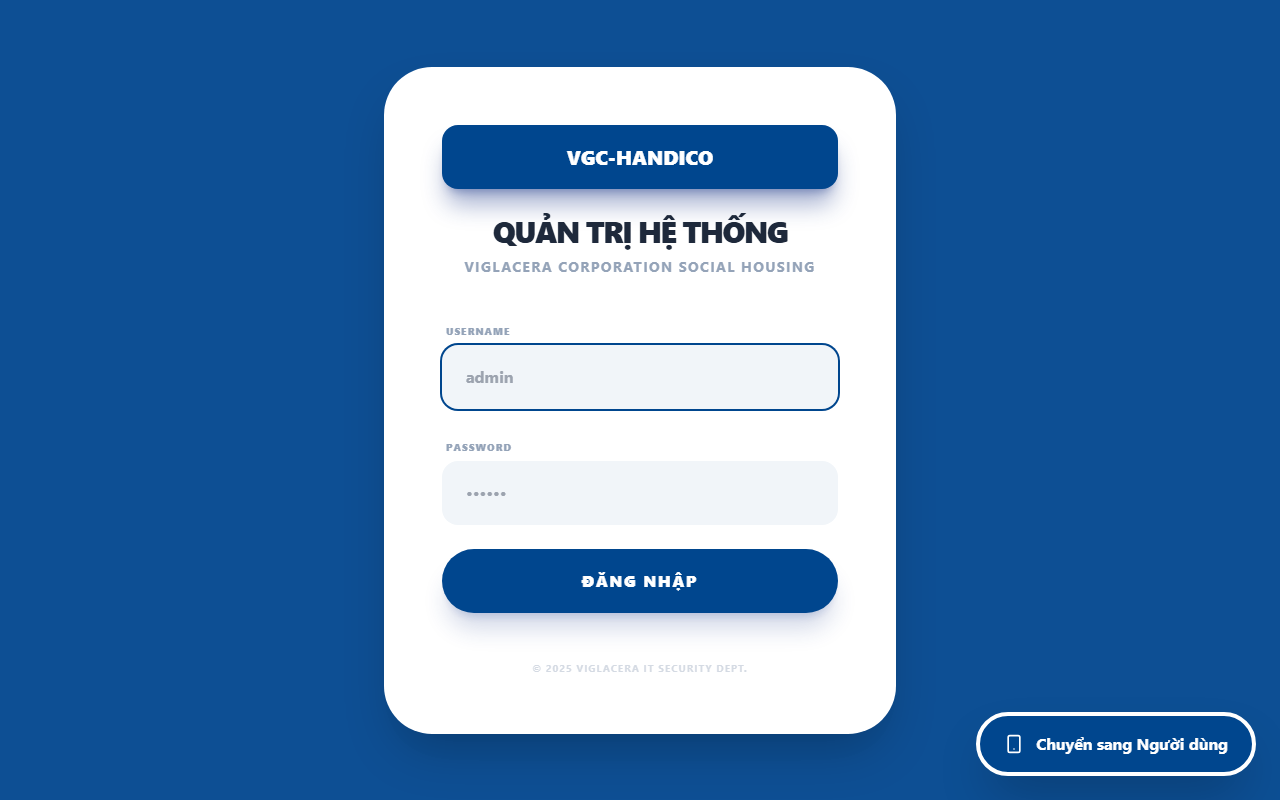 VGC-HANDICO
QUẢN TRỊ HỆ THỐNG
VIGLACERA CORPORATION SOCIAL HOUSING
USERNAME
admin
PASSWORD
••••••
ĐĂNG NHẬP
© 2025 VIGLACERA IT SECURITY DEPT.
Chuyển sang Người dùng